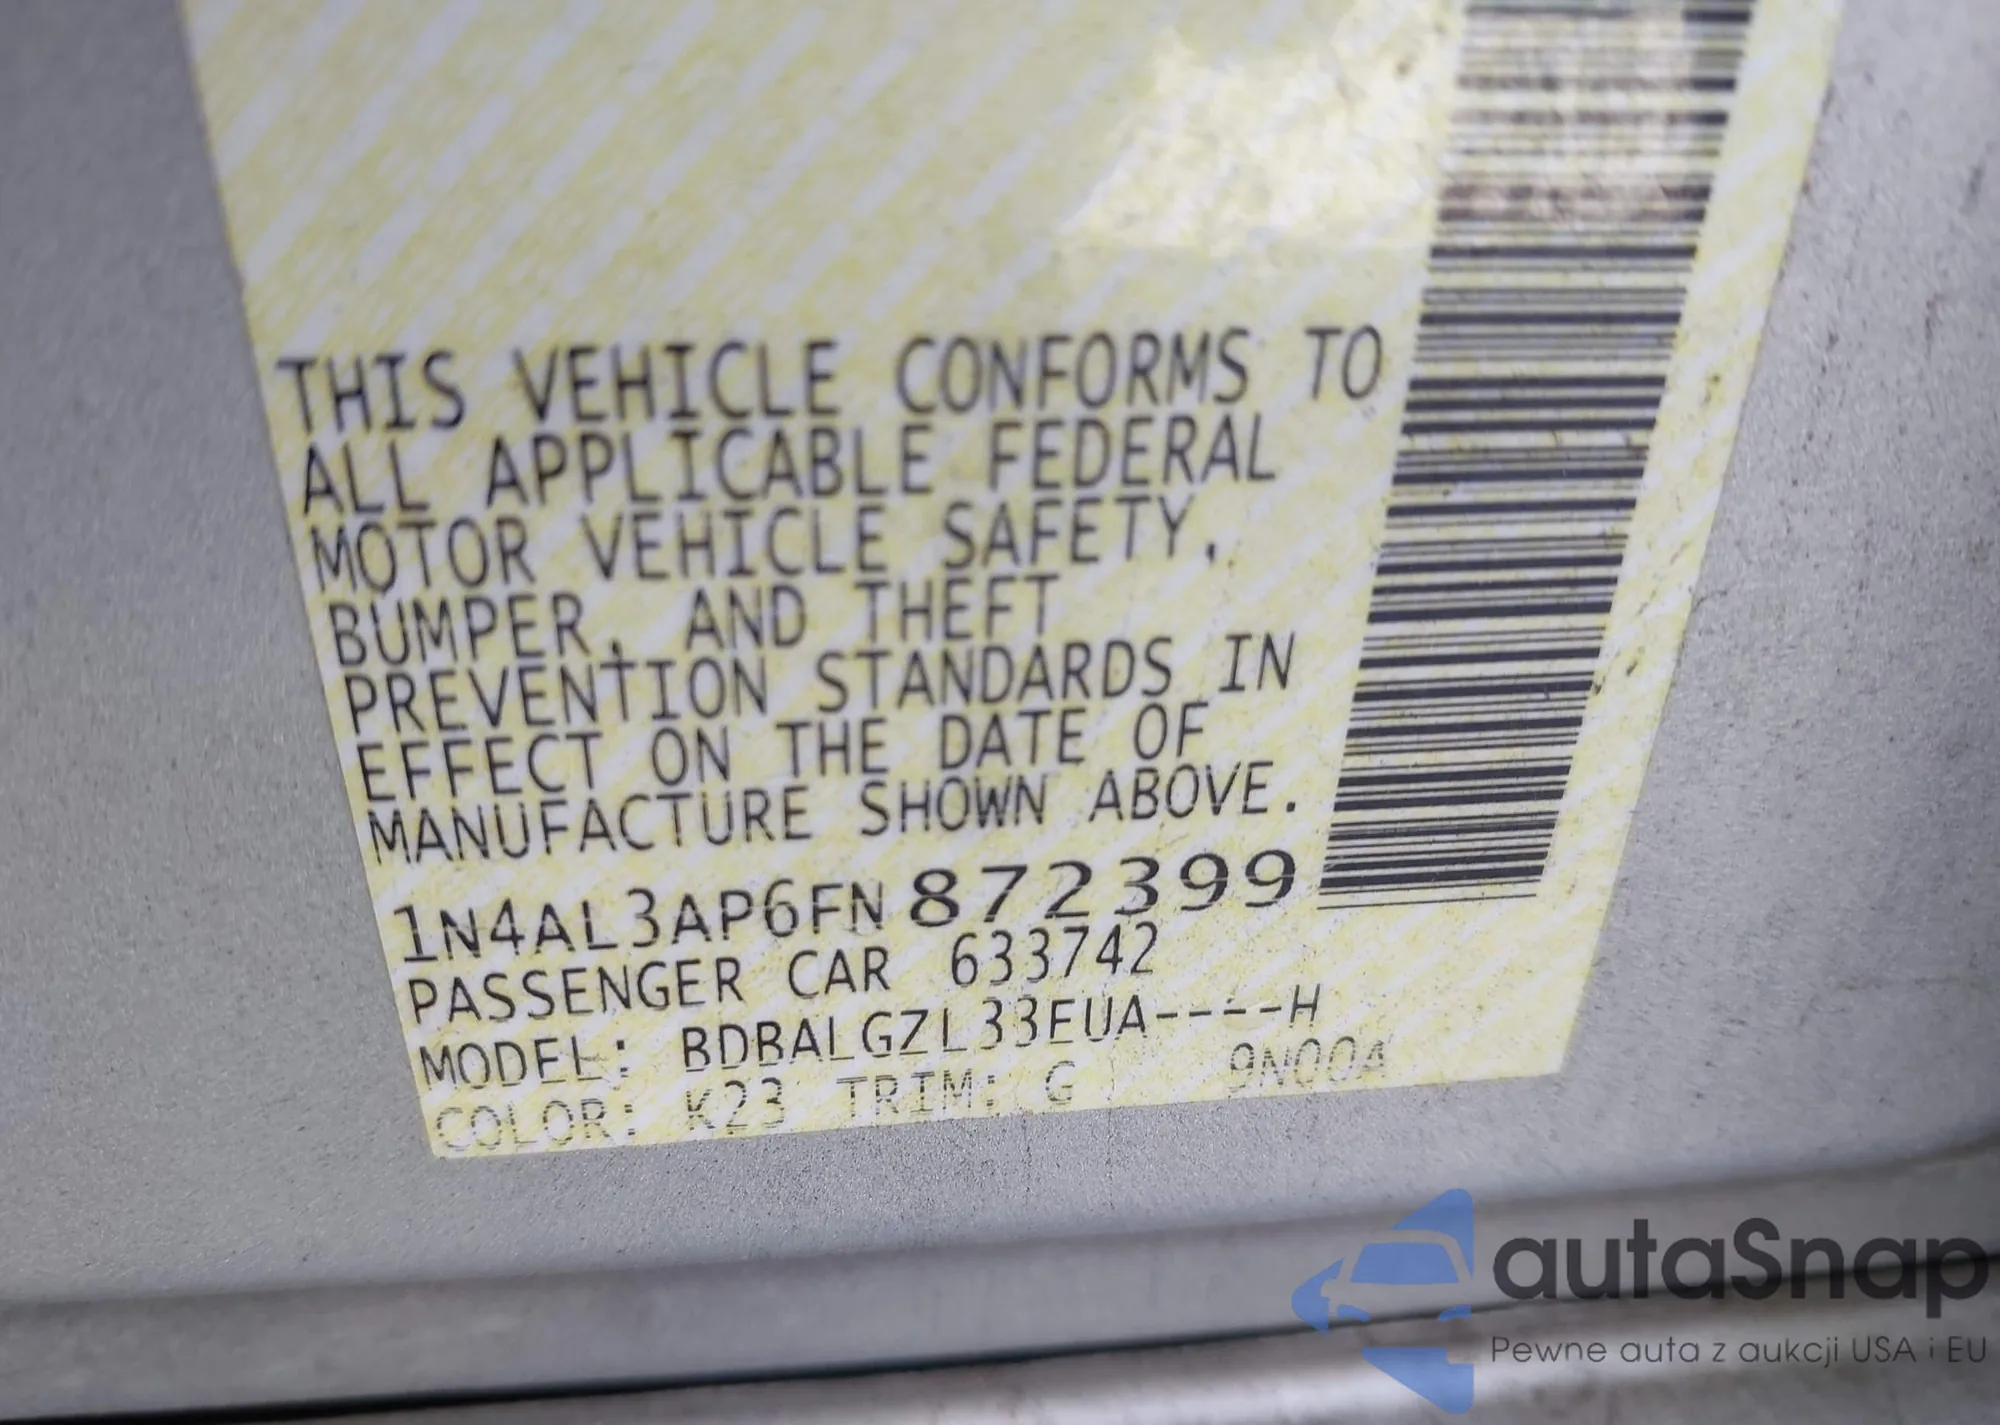 THIS VEHICLE CONFORMS TO
ALL APPLICABLE FEDERAL
MOTOR VEHICLE SAFETY,
BUMPER, AND THEFT
PREVENTION STANDARDS IN
EFFECT ON THE DATE OF
MANUFACTURE SHOWN ABOVE.
1N4AL3AP6FN872399
PASSENGER CAR 633742
MODEL: BDBALGZL33EUA----H
COLOR: K23 TRIM: G 9N00A
autaSnap
Pewne auta z aukcji USA i EU